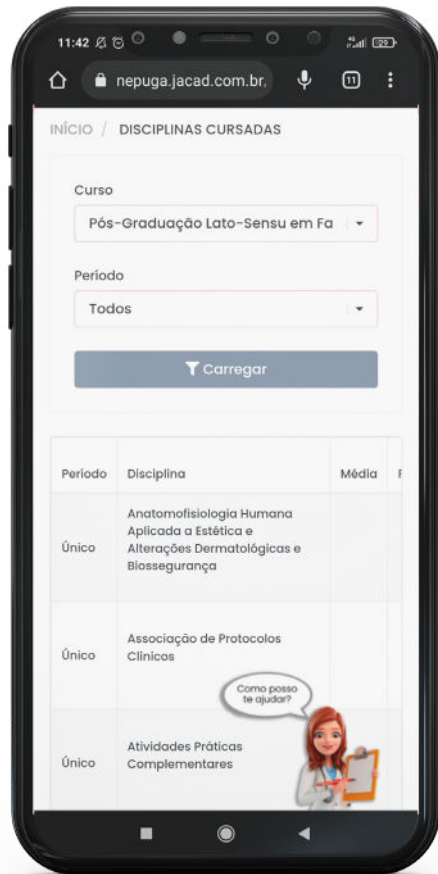 11:42
29
nepuga.jacad.com.br,
11
INÍCIO / DISCIPLINAS CURSADAS
Curso
Pós-Graduação Lato-Sensu em Fa
Período
Todos
Carregar
Período Disciplina Média F
Único
Anatomofisiologia Humana
Aplicada a Estética e
Alterações Dermatológicas e
Biossegurança
Único
Associação de Protocolos
Clínicos
Como posso
te ajudar?
Único
Atividades Práticas
Complementares